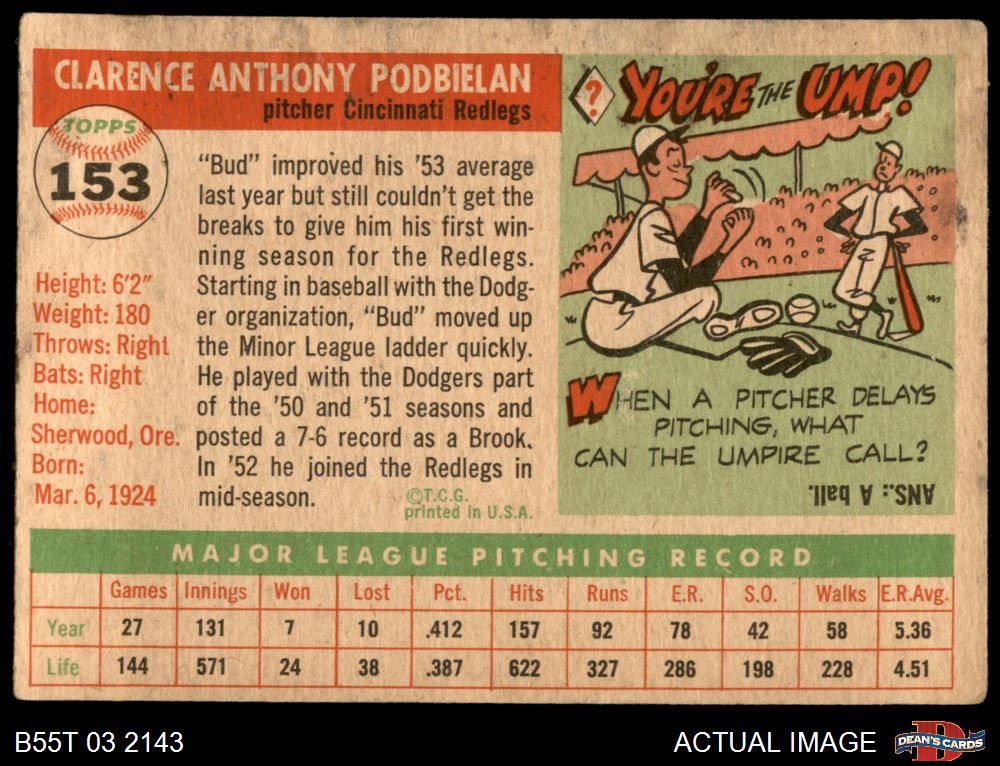 CLARENCE ANTHONY PODBIELAN
pitcher Cincinnati Redlegs
TOPPS
153
"Bud" improved his '53 average
last year but still couldn't get the
breaks to give him his first win-
ning season for the Redlegs.
Starting in baseball with the Dodg-
er organization, "Bud" moved up
the Minor League ladder quickly.
He played with the Dodgers part
of the '50 and '51 seasons and
posted a 7-6 record as a Brook.
In '52 he joined the Redlegs in
mid-season.
©T.C.G.
printed in U.S.A.
Height: 6'2"
Weight: 180
Throws: Right
Bats: Right
Home:
Sherwood, Ore.
Born:
Mar. 6, 1924
? YOU'RE THE UMP!
WHEN A PITCHER DELAYS
PITCHING, WHAT
CAN THE UMPIRE CALL?
ANS.: A ball.
MAJOR LEAGUE PITCHING RECORD
Games Innings Won Lost Pct. Hits Runs E.R. S.O. Walks E.R.Avg.
Year 27 131 7 10 .412 157 92 78 42 58 5.36
Life 144 571 24 38 .387 622 327 286 198 228 4.51
B55T 03 2143
ACTUAL IMAGE
DEAN'S CARDS